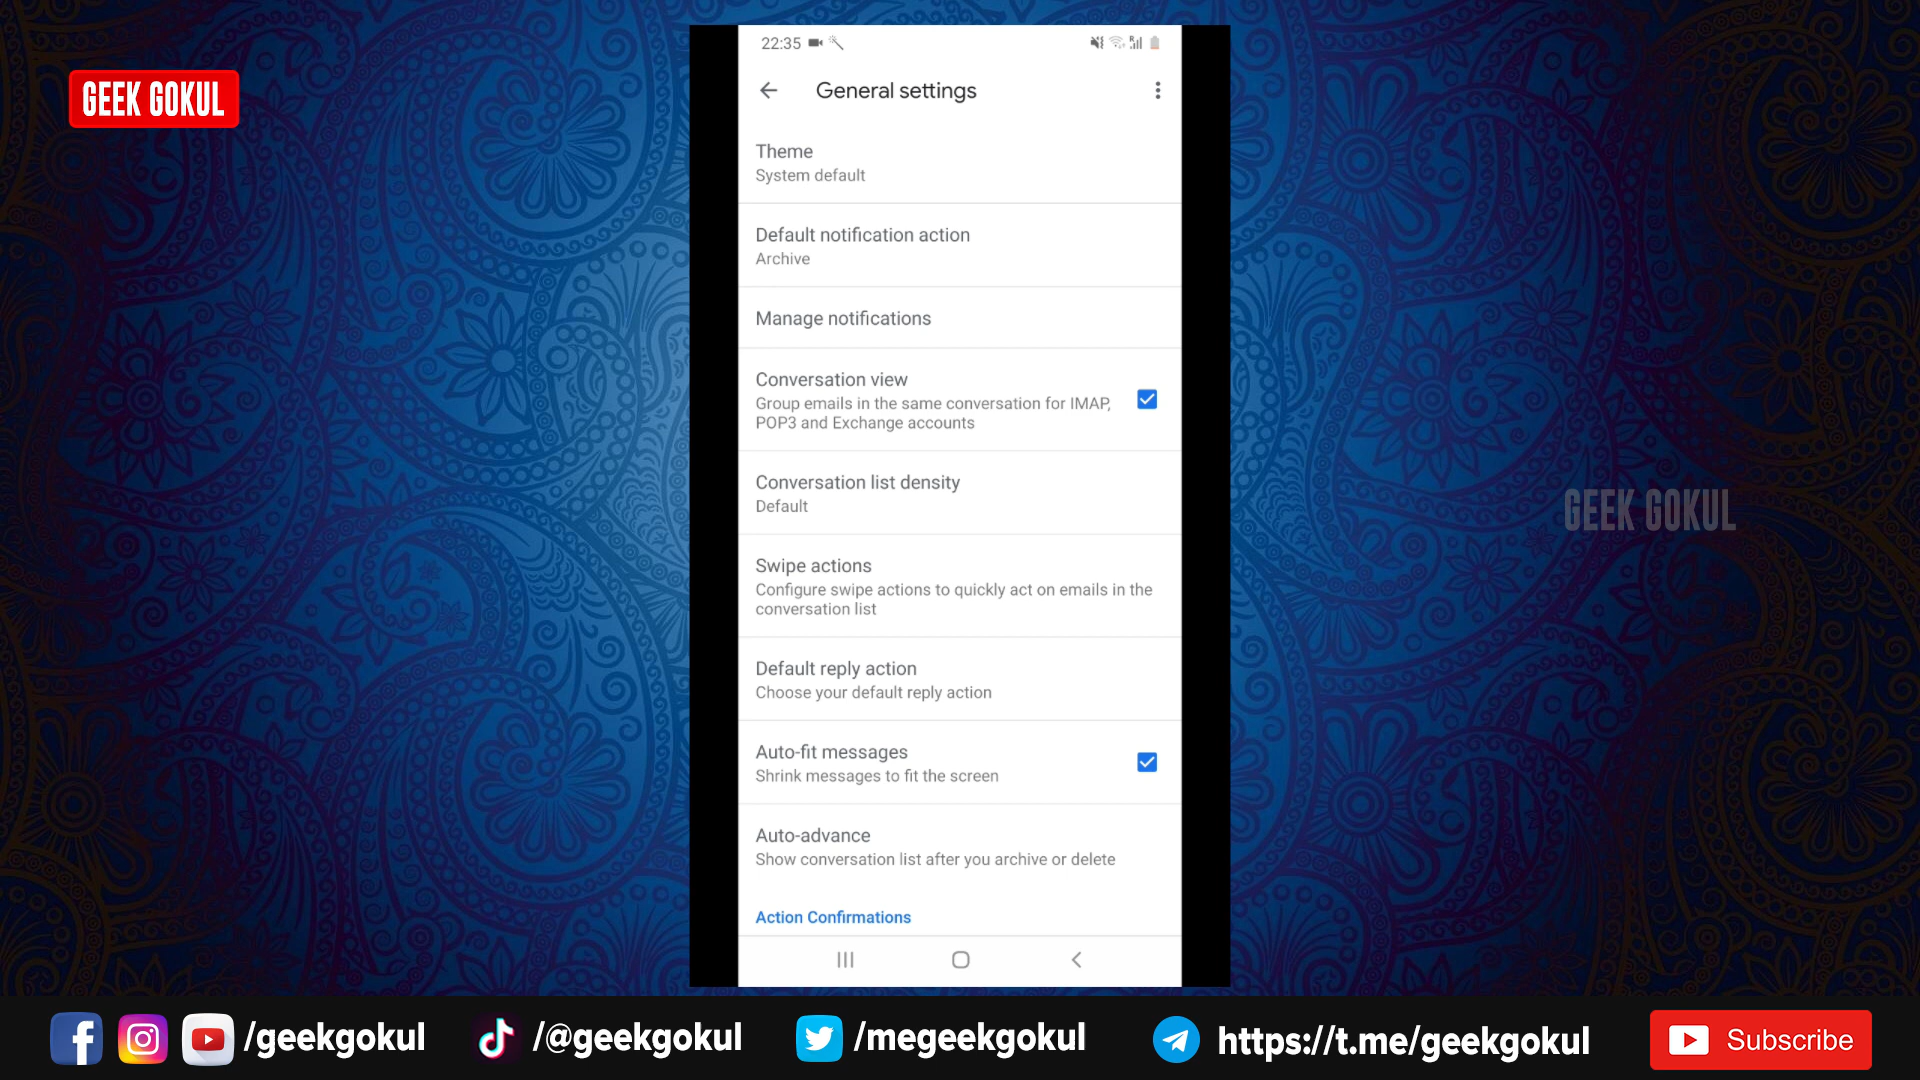 GEEK GOKUL
22:35
General settings
Theme
System default
Default notification action
Archive
Manage notifications
Conversation view
Group emails in the same conversation for IMAP,
POP3 and Exchange accounts
Conversation list density
Default
Swipe actions
Configure swipe actions to quickly act on emails in the
conversation list
Default reply action
Choose your default reply action
Auto-fit messages
Shrink messages to fit the screen
Auto-advance
Show conversation list after you archive or delete
Action Confirmations
GEEK GOKUL
/geekgokul
/@geekgokul
/megeekgokul
https://t.me/geekgokul
Subscribe